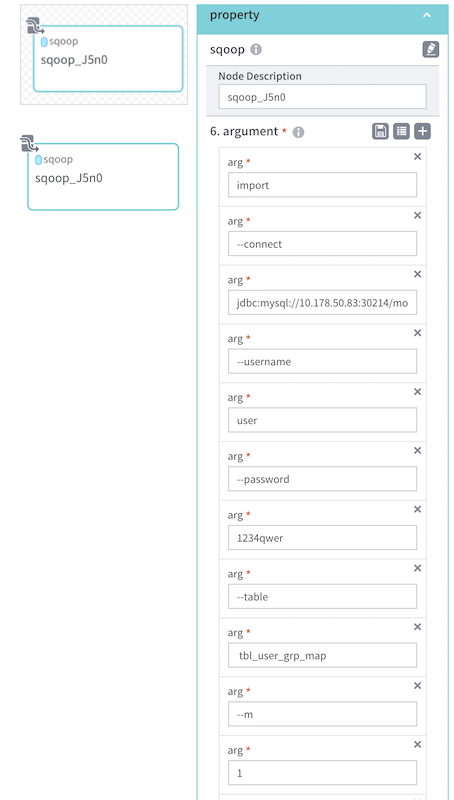 sqoop
sqoop_J5n0
sqoop
sqoop_J5n0
property
sqoop
Node Description
sqoop_J5n0
6. argument *
arg *
import
arg *
--connect
arg *
jdbc:mysql://10.178.50.83:30214/mo
arg *
--username
arg *
user
arg *
--password
arg *
1234qwer
arg *
--table
arg *
tbl_user_grp_map
arg *
--m
arg *
1